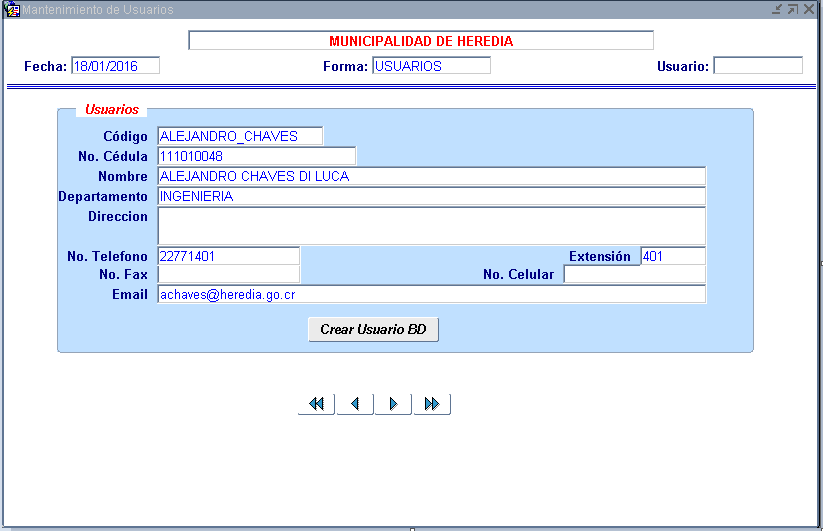 Mantenimiento de Usuarios
MUNICIPALIDAD DE HEREDIA
Fecha: 18/01/2016 Forma: USUARIOS Usuario:
Usuarios
Código ALEJANDRO_CHAVES
No. Cédula 111010048
Nombre ALEJANDRO CHAVES DI LUCA
Departamento INGENIERIA
Direccion
No. Telefono 22771401 Extensión 401
No. Fax No. Celular
Email achaves@heredia.go.cr
Crear Usuario BD